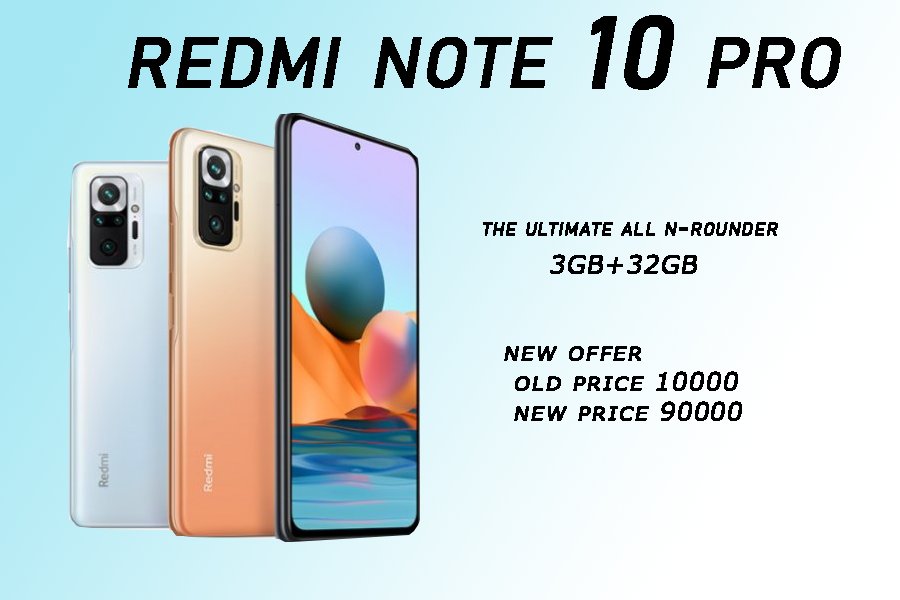 REDMI NOTE 10 PRO
THE ULTIMATE ALL N-ROUNDER
3GB+32GB
NEW OFFER
OLD PRICE 10000
NEW PRICE 90000
Redmi
Redmi